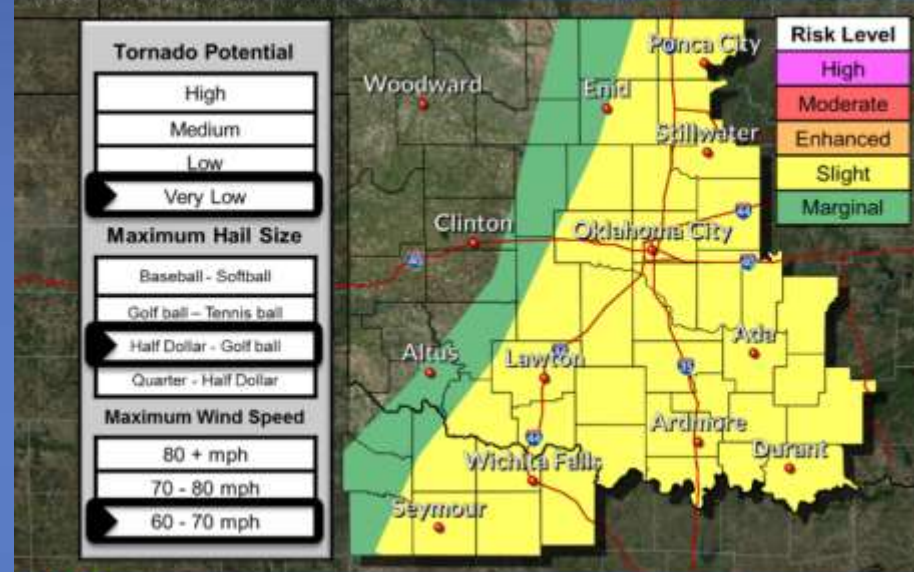 Tornado Potential
High
Medium
Low
Very Low
Maximum Hail Size
Baseball - Softball
Golf ball – Tennis ball
Half Dollar - Golf ball
Quarter - Half Dollar
Maximum Wind Speed
80 + mph
70 - 80 mph
60 - 70 mph
Ponca City
Woodward
Enid
Stillwater
44
Clinton
Oklahoma City
Ada
Altus
Lawton
35
Ardmore
Durant
44
Wichita Falls
Seymour
Risk Level
High
Moderate
Enhanced
Slight
Marginal